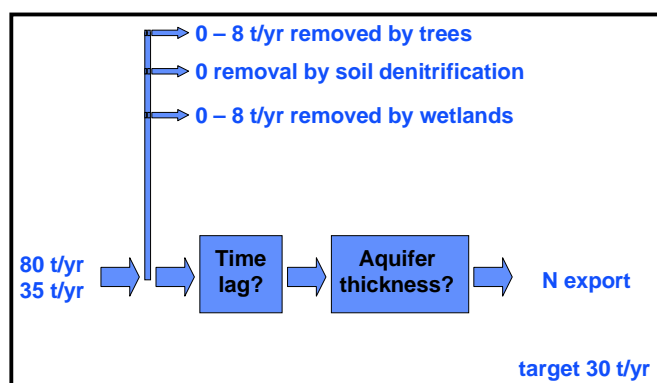 0 – 8 t/yr removed by trees
0 removal by soil denitrification
0 – 8 t/yr removed by wetlands
80 t/yr
35 t/yr
Time
lag?
Aquifer
thickness?
N export
target 30 t/yr